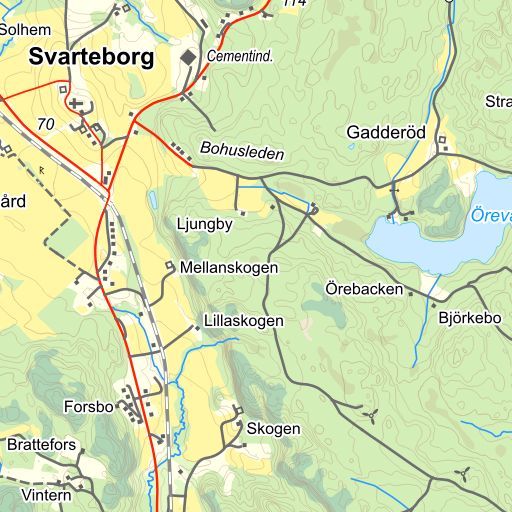 114
Solhem
Svarteborg
Cementind.
Stra
70
Gadderöd
Bohusleden
R
ård
Ljungby
Öreva
Mellanskogen
Örebacken
Björkebo
Lillaskogen
Forsbo
Skogen
Brattefors
Vintern